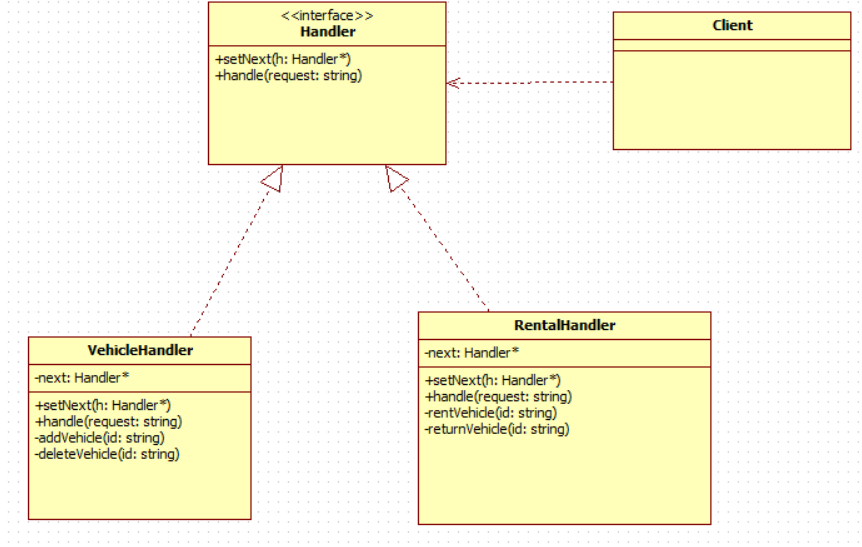 <<interface>>
Handler
+setNext(h: Handler*)
+handle(request: string)
Client
VehicleHandler
-next: Handler*
+setNext(h: Handler*)
+handle(request: string)
-addVehicle(id: string)
-deleteVehicle(id: string)
RentalHandler
-next: Handler*
+setNext(h: Handler*)
+handle(request: string)
-rentVehicle(id: string)
-returnVehicle(id: string)